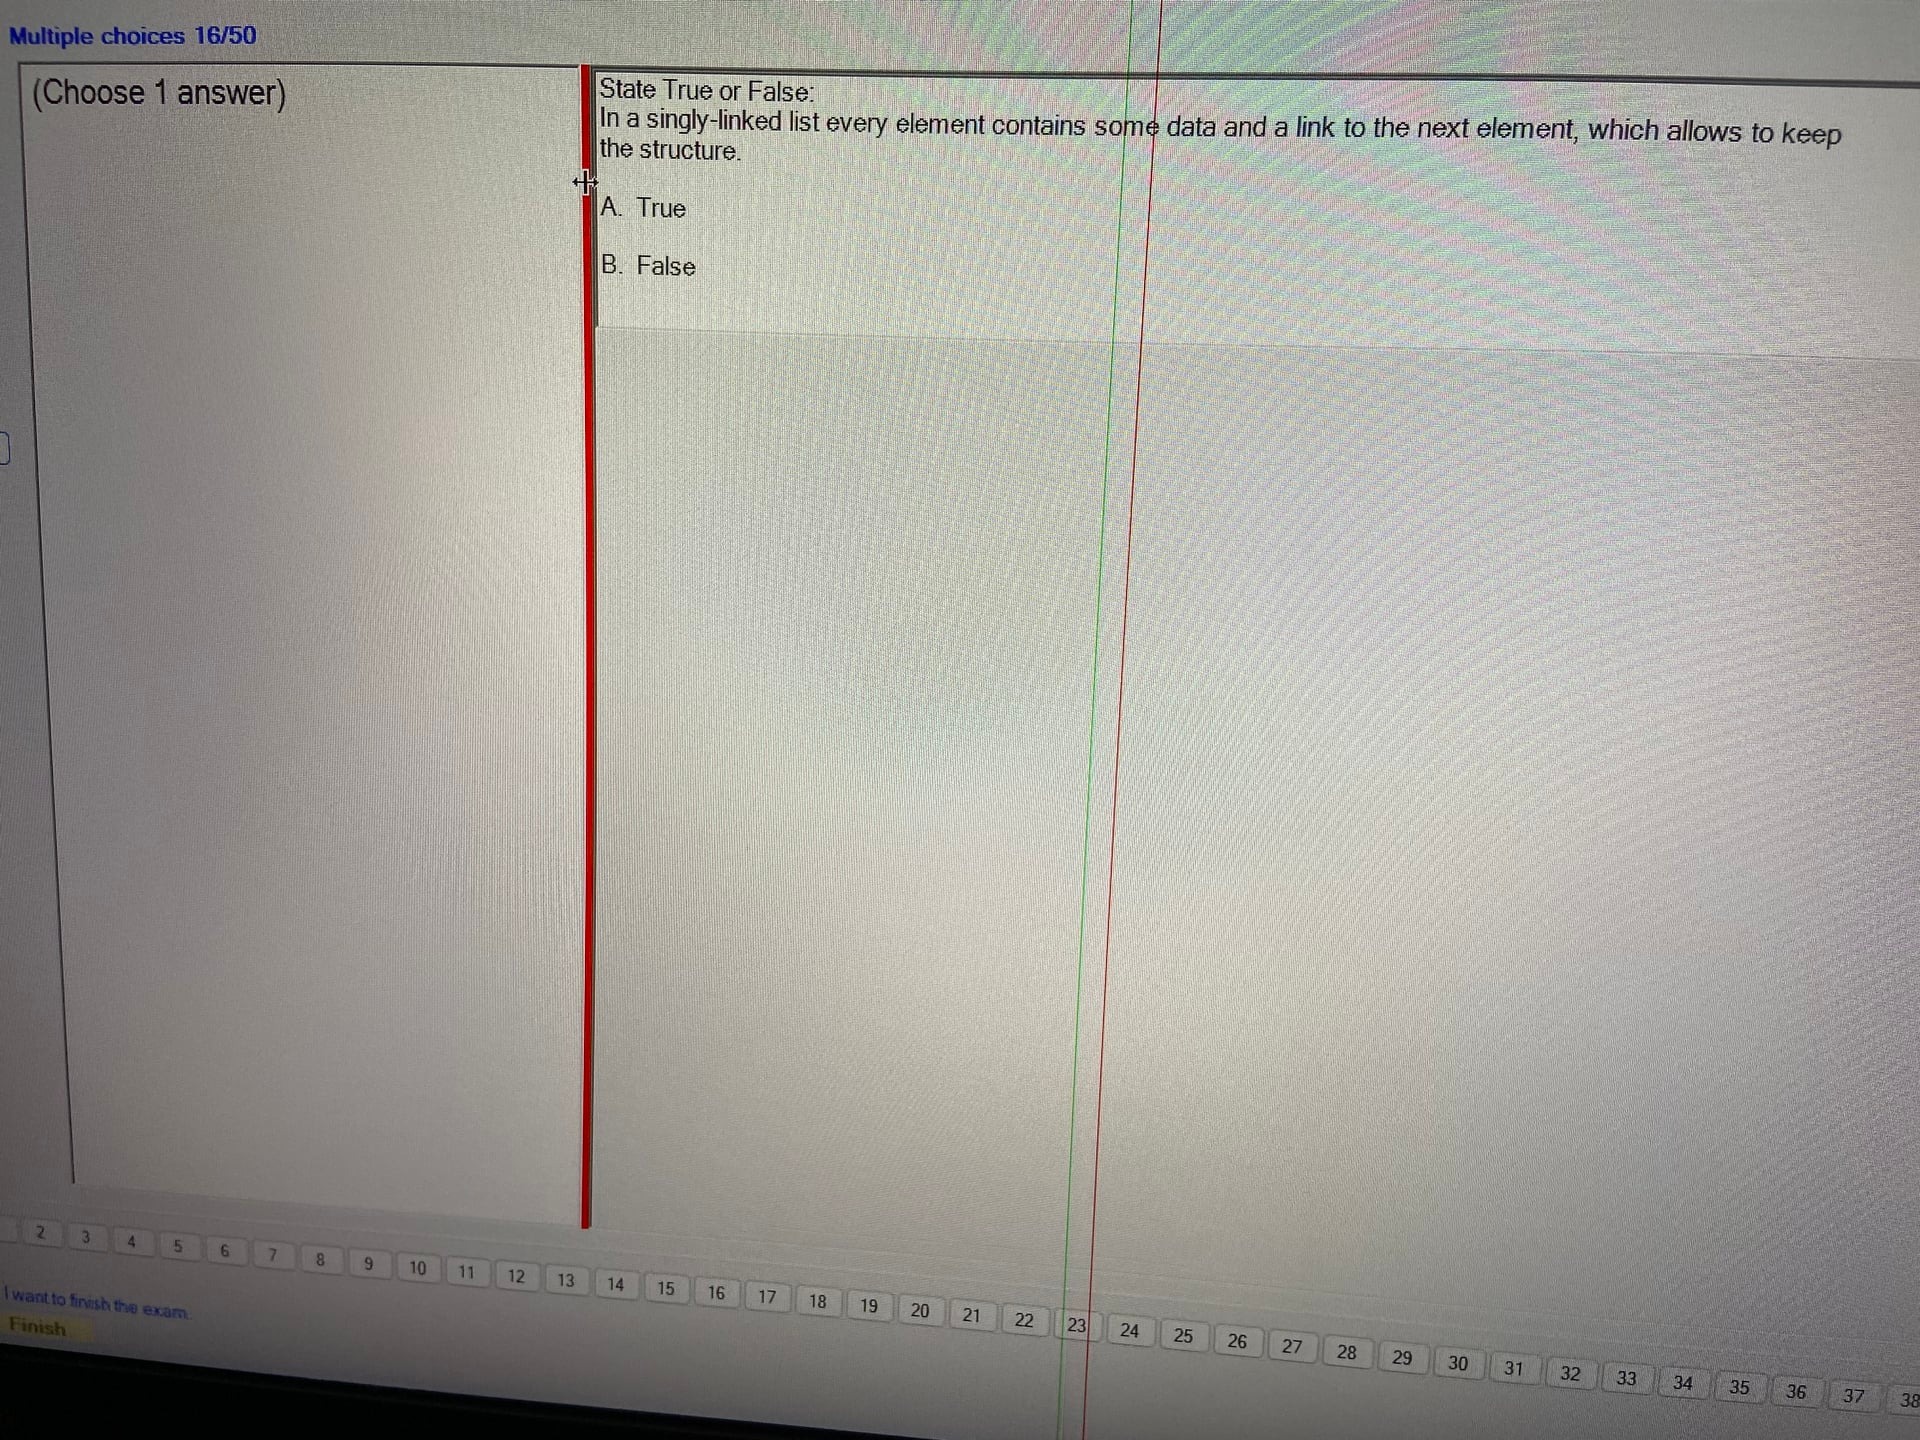 Multiple choices 16/50
(Choose 1 answer)
State True or False:
In a singly-linked list every element contains some data and a link to the next element, which allows to keep
the structure.
A. True
B. False
2 3 4 5 6 7 8 9 10 11 12 13 14 15 16 17 18 19 20 21 22 23 24 25 26 27 28 29 30 31 32 33 34 35 36 37 38
I want to finish the exam.
Finish